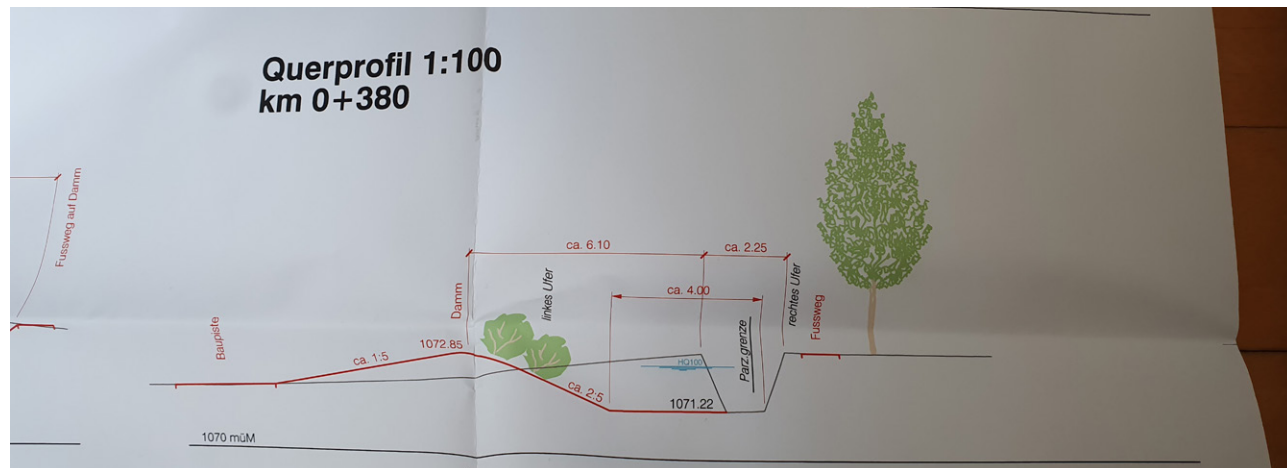 Querprofil 1:100
km 0+380
Fussweg auf Damm
ca. 6.10
ca. 2.25
linkes Ufer
rechtes Ufer
Damm
ca. 4.00
Fussweg
Baupiste
1072.85
ca. 1:5
HQ100
Parz.grenze
ca. 2:5
1071.22
1070 müM